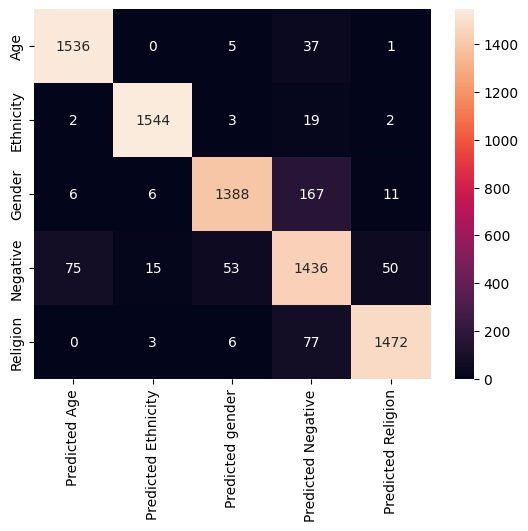 Age 1536 0 5 37 1
Ethnicity 2 1544 3 19 2
Gender 6 6 1388 167 11
Negative 75 15 53 1436 50
Religion 0 3 6 77 1472
Predicted Age
Predicted Ethnicity
Predicted gender
Predicted Negative
Predicted Religion
1400
1200
1000
800
600
400
200
0